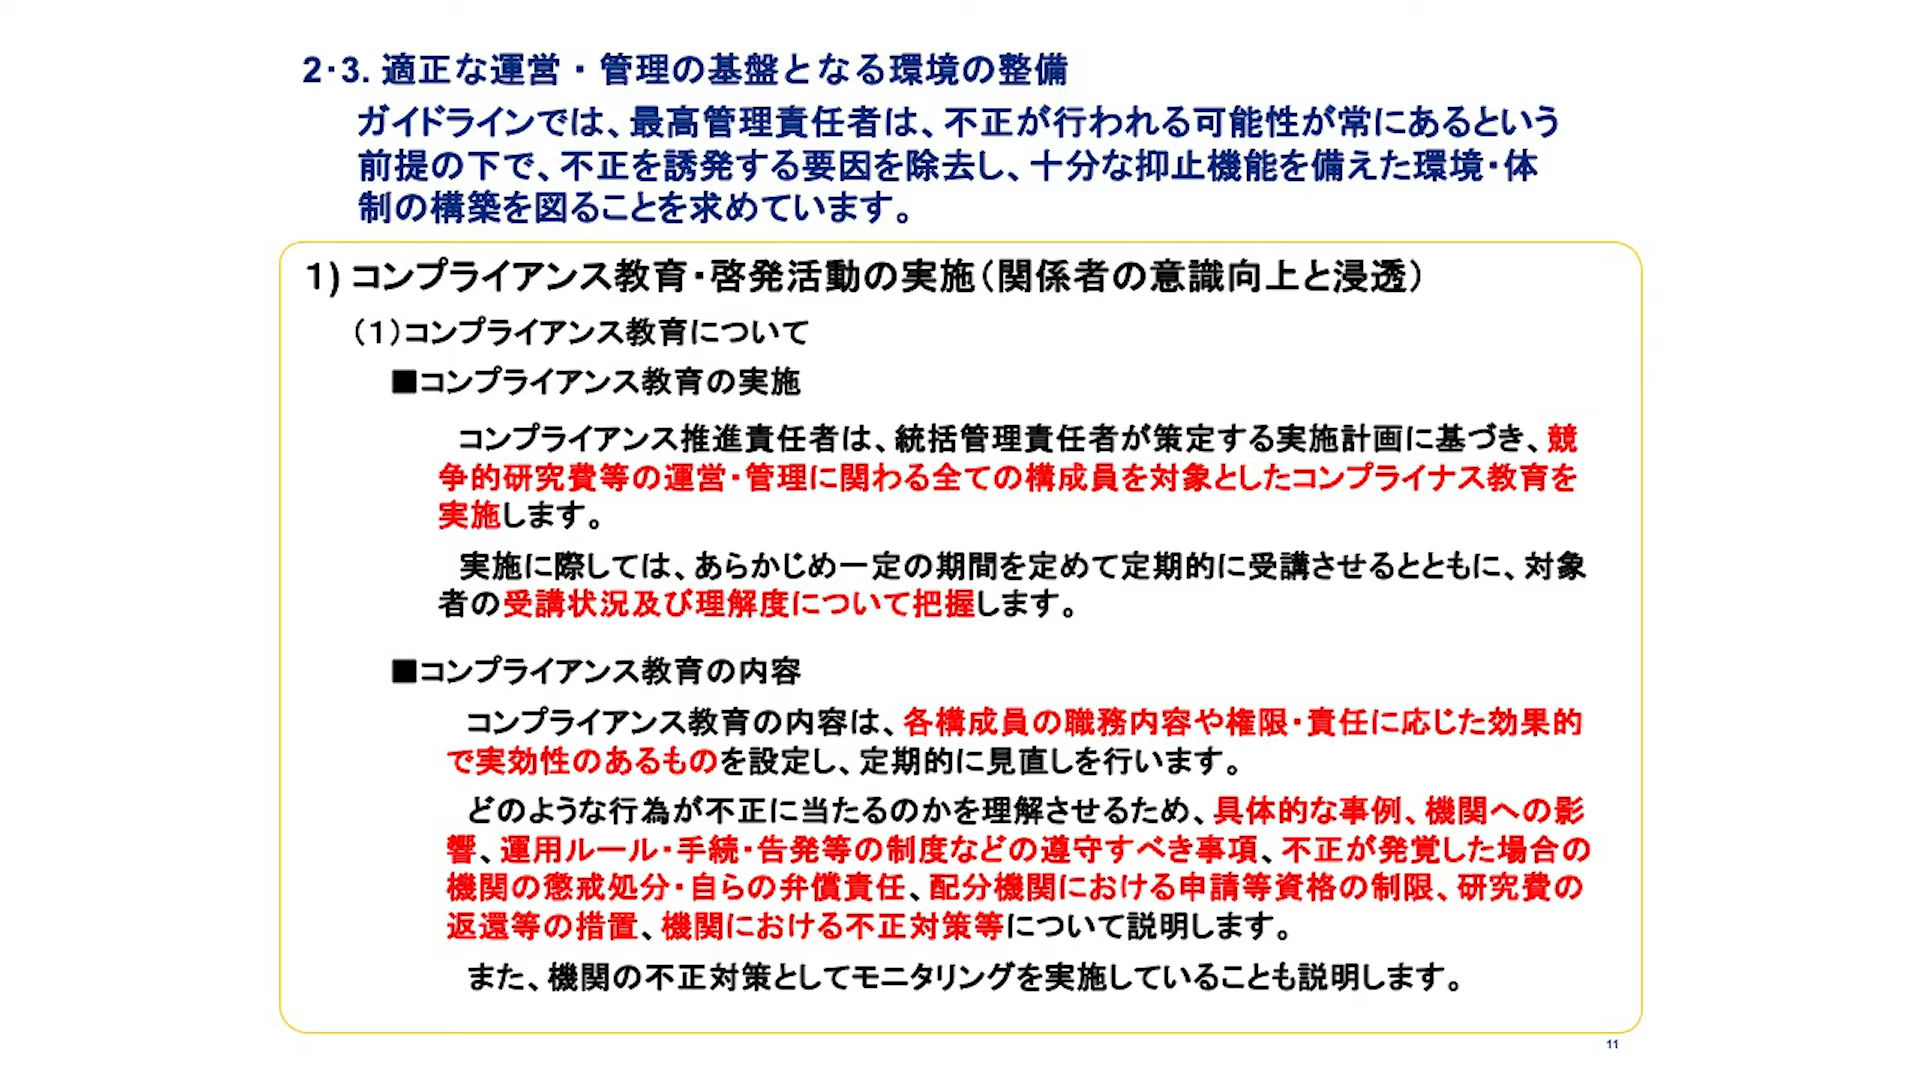 2・3. 適正な運営・管理の基盤となる環境の整備
ガイドラインでは、最高管理責任者は、不正が行われる可能性が常にあるという
前提の下で、不正を誘発する要因を除去し、十分な抑止機能を備えた環境・体
制の構築を図ることを求めています。
1) コンプライアンス教育・啓発活動の実施（関係者の意識向上と浸透）
（１）コンプライアンス教育について
■コンプライアンス教育の実施
コンプライアンス推進責任者は、統括管理責任者が策定する実施計画に基づき、競
争的研究費等の運営・管理に関わる全ての構成員を対象としたコンプライナス教育を
実施します。
実施に際しては、あらかじめ一定の期間を定めて定期的に受講させるとともに、対象
者の受講状況及び理解度について把握します。
■コンプライアンス教育の内容
コンプライアンス教育の内容は、各構成員の職務内容や権限・責任に応じた効果的
で実効性のあるものを設定し、定期的に見直しを行います。
どのような行為が不正に当たるのかを理解させるため、具体的な事例、機関への影
響、運用ルール・手続・告発等の制度などの遵守すべき事項、不正が発覚した場合の
機関の懲戒処分・自らの弁償責任、配分機関における申請等資格の制限、研究費の
返還等の措置、機関における不正対策等について説明します。
また、機関の不正対策としてモニタリングを実施していることも説明します。
11